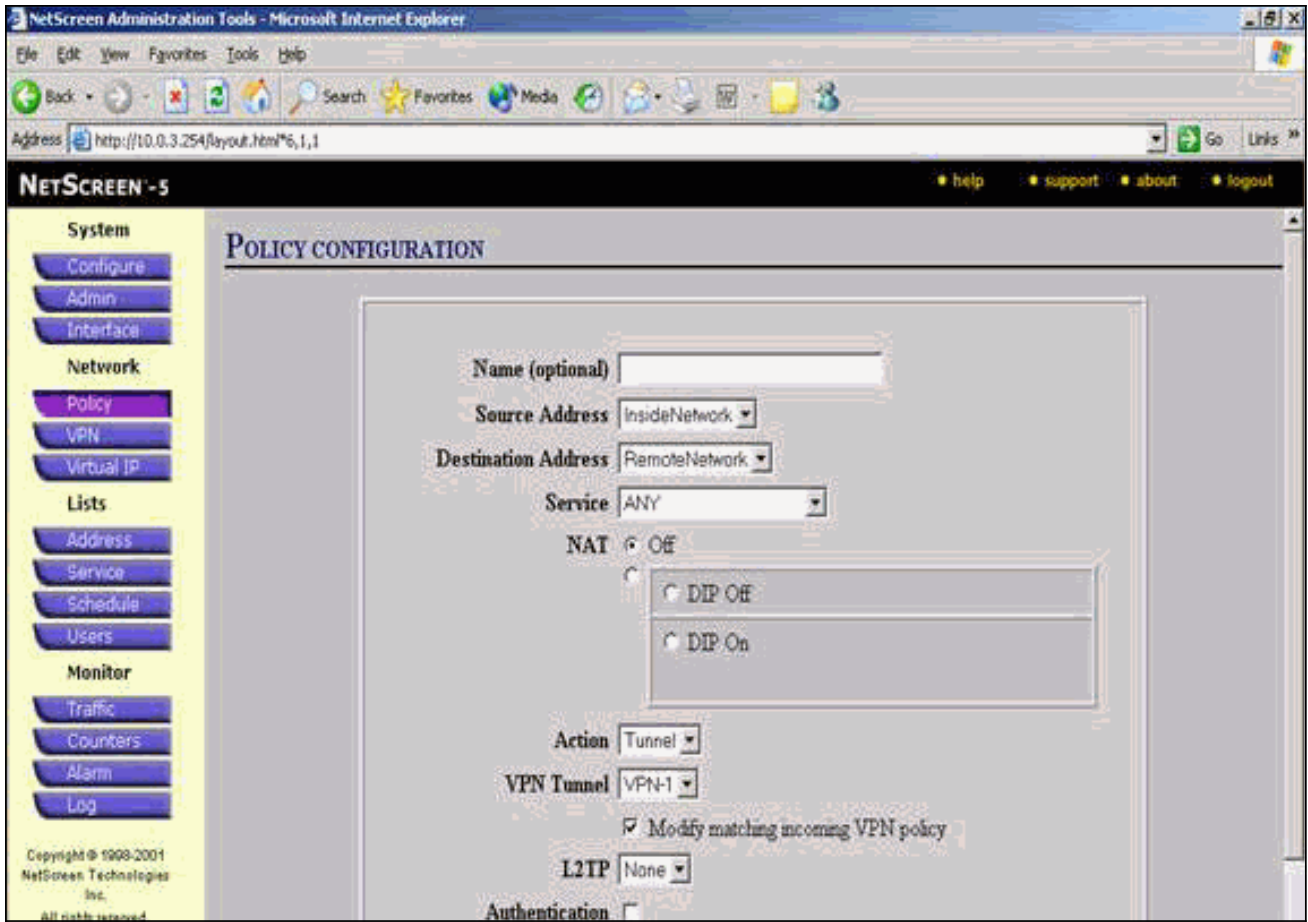 NetScreen Administration Tools - Microsoft Internet Explorer
File Edit View Favorites Tools Help
Back Search Favorites Media
Address http://10.0.3.254/layout.html*6,1,1 Go Links »
NETSCREEN-5 help support about logout
System
Configure
Admin
Interface
Network
Policy
VPN
Virtual IP
Lists
Address
Service
Schedule
Users
Monitor
Traffic
Counters
Alarm
Log
Copyright © 1998-2001
NetScreen Technologies
Inc.
All rights reserved
POLICY CONFIGURATION
Name (optional)
Source Address InsideNetwork
Destination Address RemoteNetwork
Service ANY
NAT Off
DIP Off
DIP On
Action Tunnel
VPN Tunnel VPN-1
Modify matching incoming VPN policy
L2TP None
Authentication